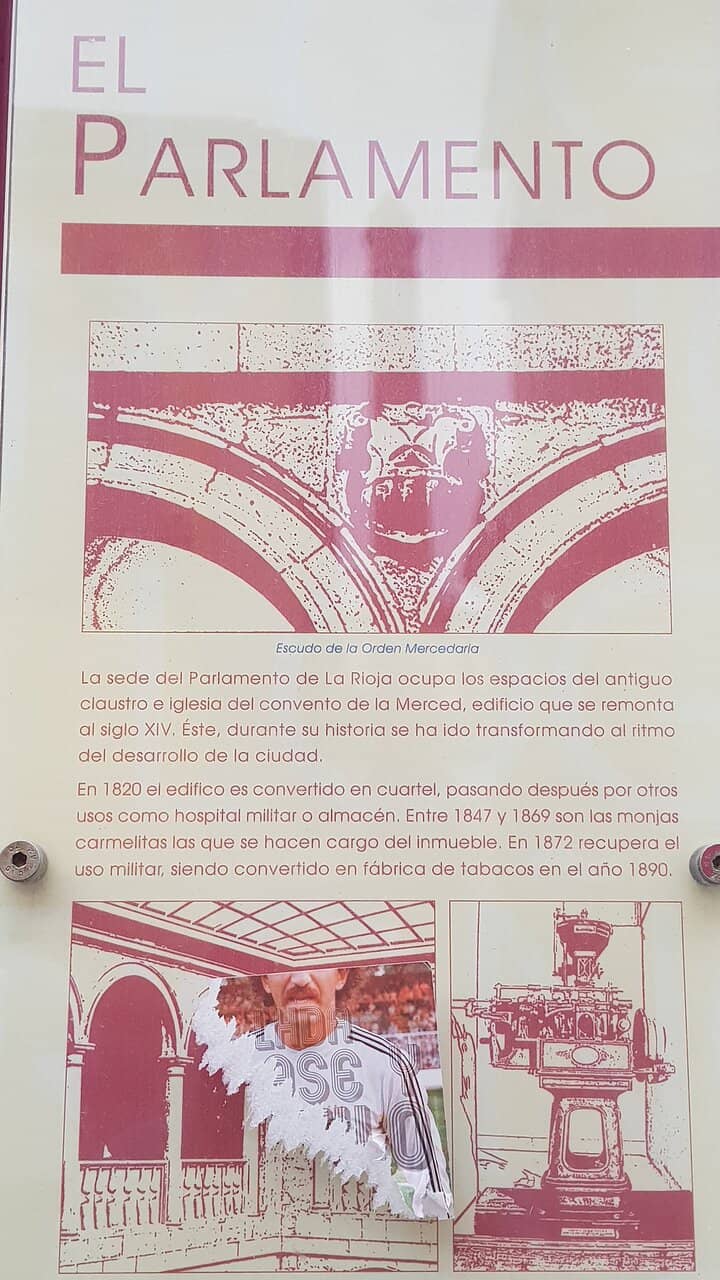 EL
PARLAMENTO
Escudo de la Orden Mercedaria
La sede del Parlamento de La Rioja ocupa los espacios del antiguo
claustro e iglesia del convento de la Merced, edificio que se remonta
al siglo XIV. Éste, durante su historia se ha ido transformando al ritmo
del desarrollo de la ciudad.
En 1820 el edifico es convertido en cuartel, pasando después por otros
usos como hospital militar o almacén. Entre 1847 y 1869 son las monjas
carmelitas las que se hacen cargo del inmueble. En 1872 recupera el
uso militar, siendo convertido en fábrica de tabacos en el año 1890.